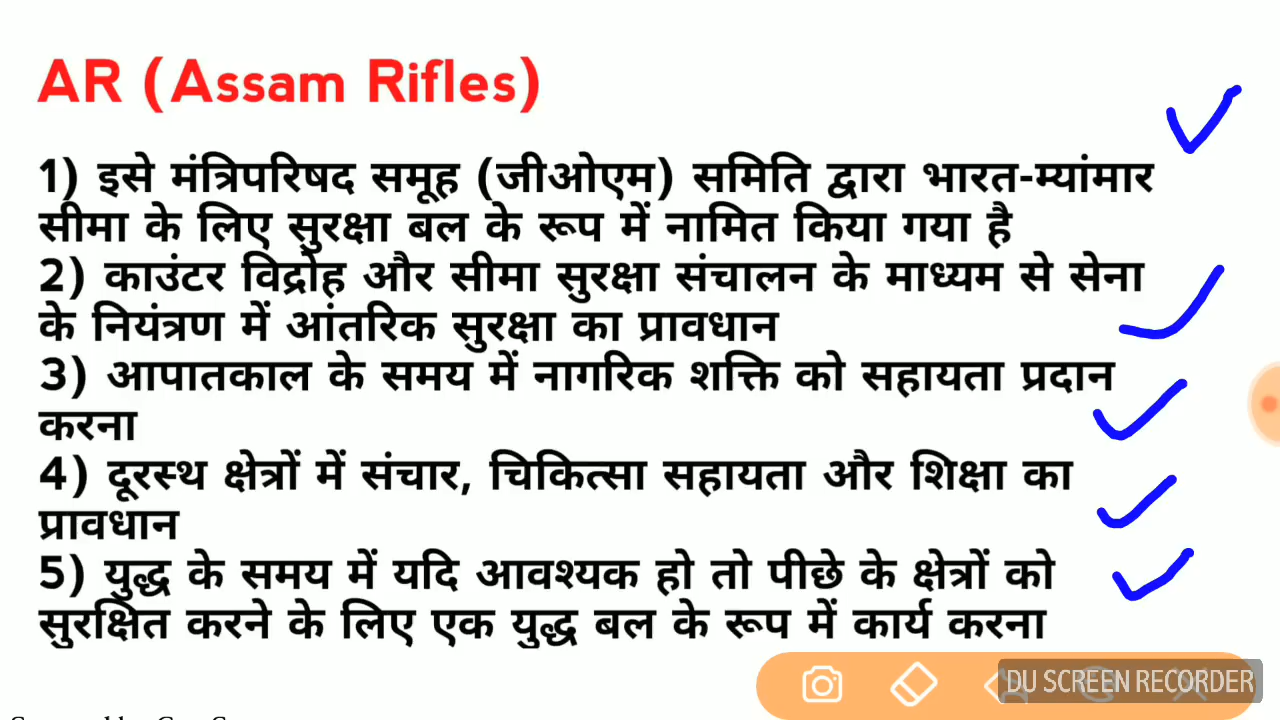 AR (Assam Rifles)
1) इसे मंत्रिपरिषद समूह (जीओएम) समिति द्वारा भारत-म्यांमार
सीमा के लिए सुरक्षा बल के रूप में नामित किया गया है
2) काउंटर विद्रोह और सीमा सुरक्षा संचालन के माध्यम से सेना
के नियंत्रण में आंतरिक सुरक्षा का प्रावधान
3) आपातकाल के समय में नागरिक शक्ति को सहायता प्रदान
करना
4) दूरस्थ क्षेत्रों में संचार, चिकित्सा सहायता और शिक्षा का
प्रावधान
5) युद्ध के समय में यदि आवश्यक हो तो पीछे के क्षेत्रों को
सुरक्षित करने के लिए एक युद्ध बल के रूप में कार्य करना
DU SCREEN RECORDER